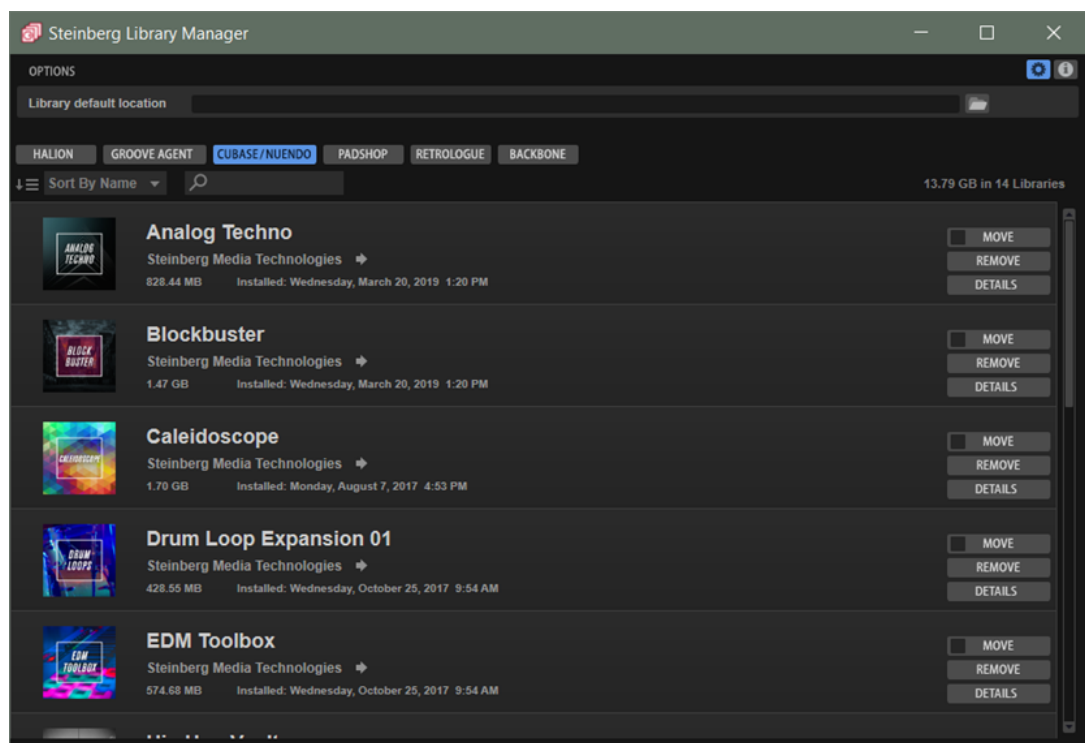 Steinberg Library Manager
OPTIONS
Library default location
HALION GROOVE AGENT CUBASE/NUENDO PADSHOP RETROLOGUE BACKBONE
Sort By Name 13.79 GB in 14 Libraries
ANALOG
TECHNO
Analog Techno
Steinberg Media Technologies
828.44 MB Installed: Wednesday, March 20, 2019 1:20 PM
MOVE
REMOVE
DETAILS
BLOCK
BUSTER
Blockbuster
Steinberg Media Technologies
1.47 GB Installed: Wednesday, March 20, 2019 1:20 PM
MOVE
REMOVE
DETAILS
CALEIDOSCOPE
Caleidoscope
Steinberg Media Technologies
1.70 GB Installed: Monday, August 7, 2017 4:53 PM
MOVE
REMOVE
DETAILS
DRUM
LOOPS
Drum Loop Expansion 01
Steinberg Media Technologies
428.55 MB Installed: Wednesday, October 25, 2017 9:54 AM
MOVE
REMOVE
DETAILS
EDM
TOOLBOX
EDM Toolbox
Steinberg Media Technologies
574.68 MB Installed: Wednesday, October 25, 2017 9:54 AM
MOVE
REMOVE
DETAILS